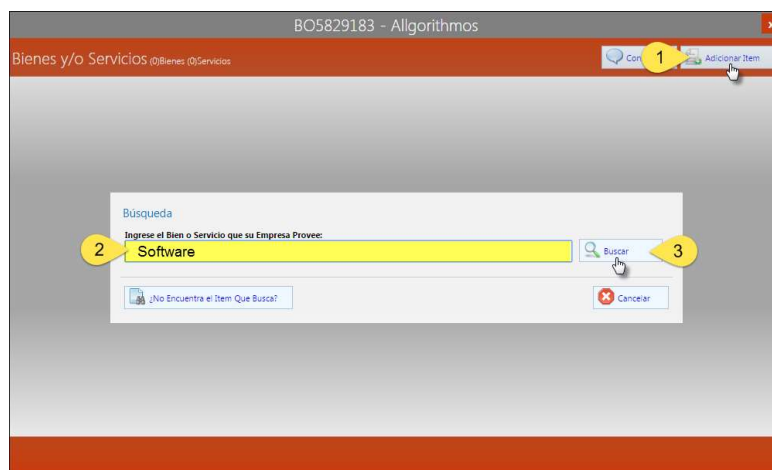 BO5829183 - Allgorithmos
Bienes y/o Servicios (0)Bienes (0)Servicios
Con
1
Adicionar Item
Búsqueda
Ingrese el Bien o Servicio que su Empresa Provee:
2
Software
Buscar
3
¿No Encuentra el Item Que Busca?
Cancelar